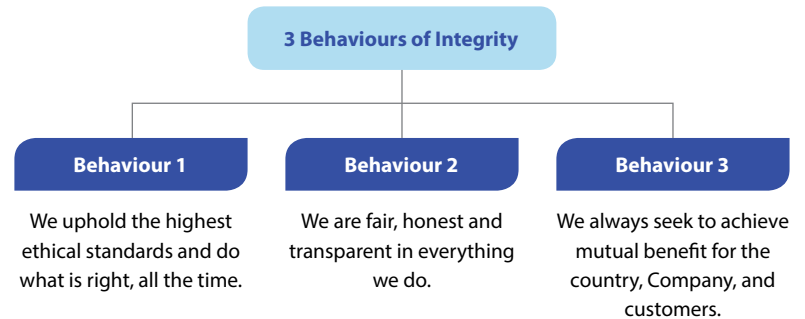 3 Behaviours of Integrity
Behaviour 1
We uphold the highest
ethical standards and do
what is right, all the time.
Behaviour 2
We are fair, honest and
transparent in everything
we do.
Behaviour 3
We always seek to achieve
mutual benefit for the
country, Company, and
customers.